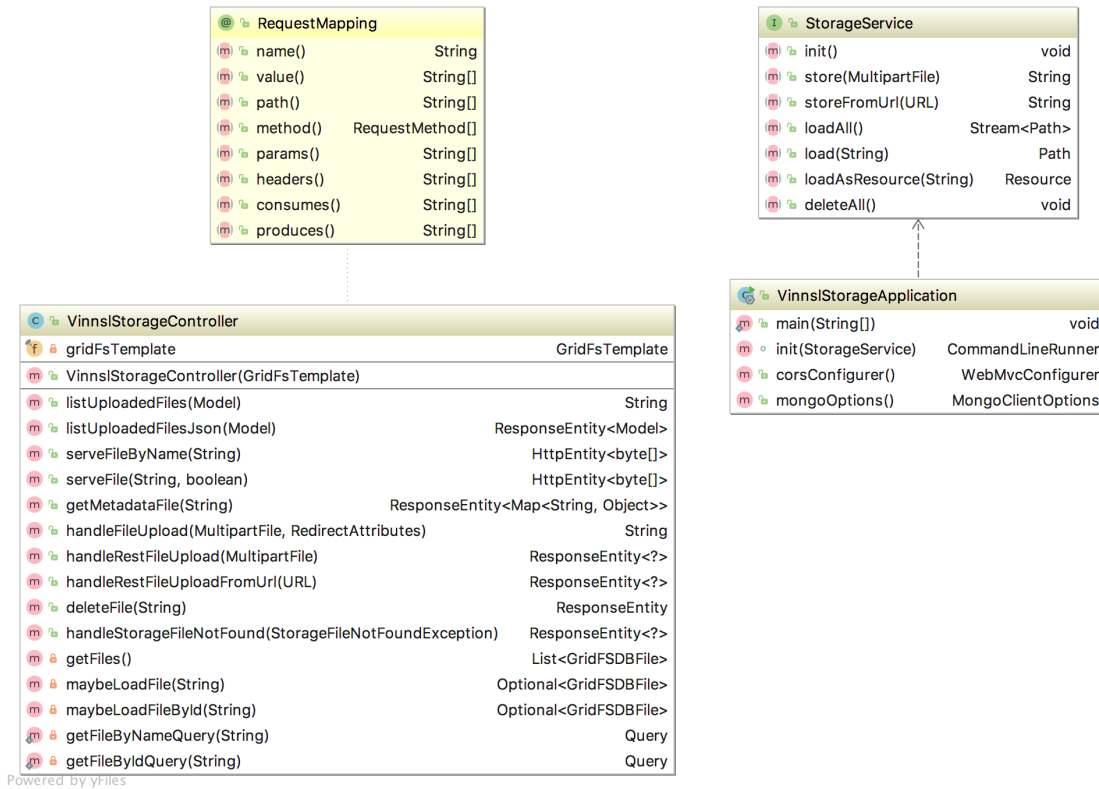 RequestMapping
name() String
value() String[]
path() String[]
method() RequestMethod[]
params() String[]
headers() String[]
consumes() String[]
produces() String[]
StorageService
init() void
store(MultipartFile) String
storeFromUrl(URL) String
loadAll() Stream<Path>
load(String) Path
loadAsResource(String) Resource
deleteAll() void
VinnslStorageController
gridFsTemplate GridFsTemplate
VinnslStorageController(GridFsTemplate)
listUploadedFiles(Model) String
listUploadedFilesJson(Model) ResponseEntity<Model>
serveFileByName(String) HttpEntity<byte[]>
serveFile(String, boolean) HttpEntity<byte[]>
getMetadataFile(String) ResponseEntity<Map<String, Object>>
handleFileUpload(MultipartFile, RedirectAttributes) String
handleRestFileUpload(MultipartFile) ResponseEntity<?>
handleRestFileUploadFromUrl(URL) ResponseEntity<?>
deleteFile(String) ResponseEntity
handleStorageFileNotFound(StorageFileNotFoundException) ResponseEntity<?>
getFiles() List<GridFSDBFile>
maybeLoadFile(String) Optional<GridFSDBFile>
maybeLoadFileById(String) Optional<GridFSDBFile>
getFileByNameQuery(String) Query
getFileByIdQuery(String) Query
VinnslStorageApplication
main(String[]) void
init(StorageService) CommandLineRunner
corsConfigurer() WebMvcConfigurer
mongoOptions() MongoClientOptions
Powered by yFiles